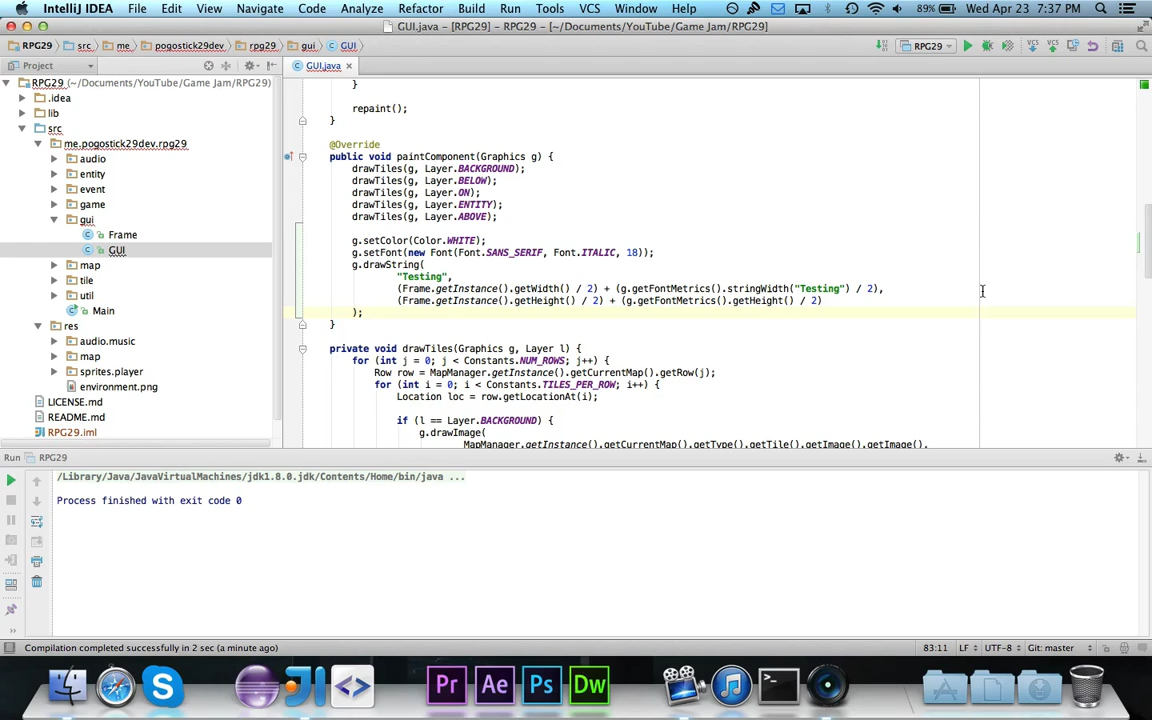 IntelliJ IDEA File Edit View Navigate Code Analyze Refactor Build Run Tools VCS Window Help 89% Wed Apr 23 7:37 PM
GUI.java - [RPG29] - RPG29 - [~/Documents/YouTube/Game Jam/RPG29]
RPG29 src me pogostick29dev rpg29 gui GUI RPG29 VCS VCS
Project GUI.java
RPG29 (~/Documents/YouTube/Game Jam/RPG29)
.idea
lib
src
me.pogostick29dev.rpg29
audio
entity
event
game
gui
Frame
GUI
map
tile
util
Main
res
audio.music
map
sprites.player
environment.png
LICENSE.md
README.md
RPG29.iml
}
repaint();
}
@Override
public void paintComponent(Graphics g) {
drawTiles(g, Layer.BACKGROUND);
drawTiles(g, Layer.BELOW);
drawTiles(g, Layer.ON);
drawTiles(g, Layer.ENTITY);
drawTiles(g, Layer.ABOVE);
g.setColor(Color.WHITE);
g.setFont(new Font(Font.SANS_SERIF, Font.ITALIC, 18));
g.drawString(
"Testing",
(Frame.getInstance().getWidth() / 2) + (g.getFontMetrics().stringWidth("Testing") / 2),
(Frame.getInstance().getHeight() / 2) + (g.getFontMetrics().getHeight() / 2)
);
}
private void drawTiles(Graphics g, Layer l) {
for (int j = 0; j < Constants.NUM_ROWS; j++) {
Row row = MapManager.getInstance().getCurrentMap().getRow(j);
for (int i = 0; i < Constants.TILES_PER_ROW; i++) {
Location loc = row.getLocationAt(i);
if (l == Layer.BACKGROUND) {
g.drawImage(
MapManager.getInstance().getCurrentMap().getType().getTile().getImage().getImage(),
Run RPG29
/Library/Java/JavaVirtualMachines/jdk1.8.0.jdk/Contents/Home/bin/java ...
Process finished with exit code 0
Compilation completed successfully in 2 sec (a minute ago) 83:11 LF UTF-8 Git: master
Pr Ae Ps Dw